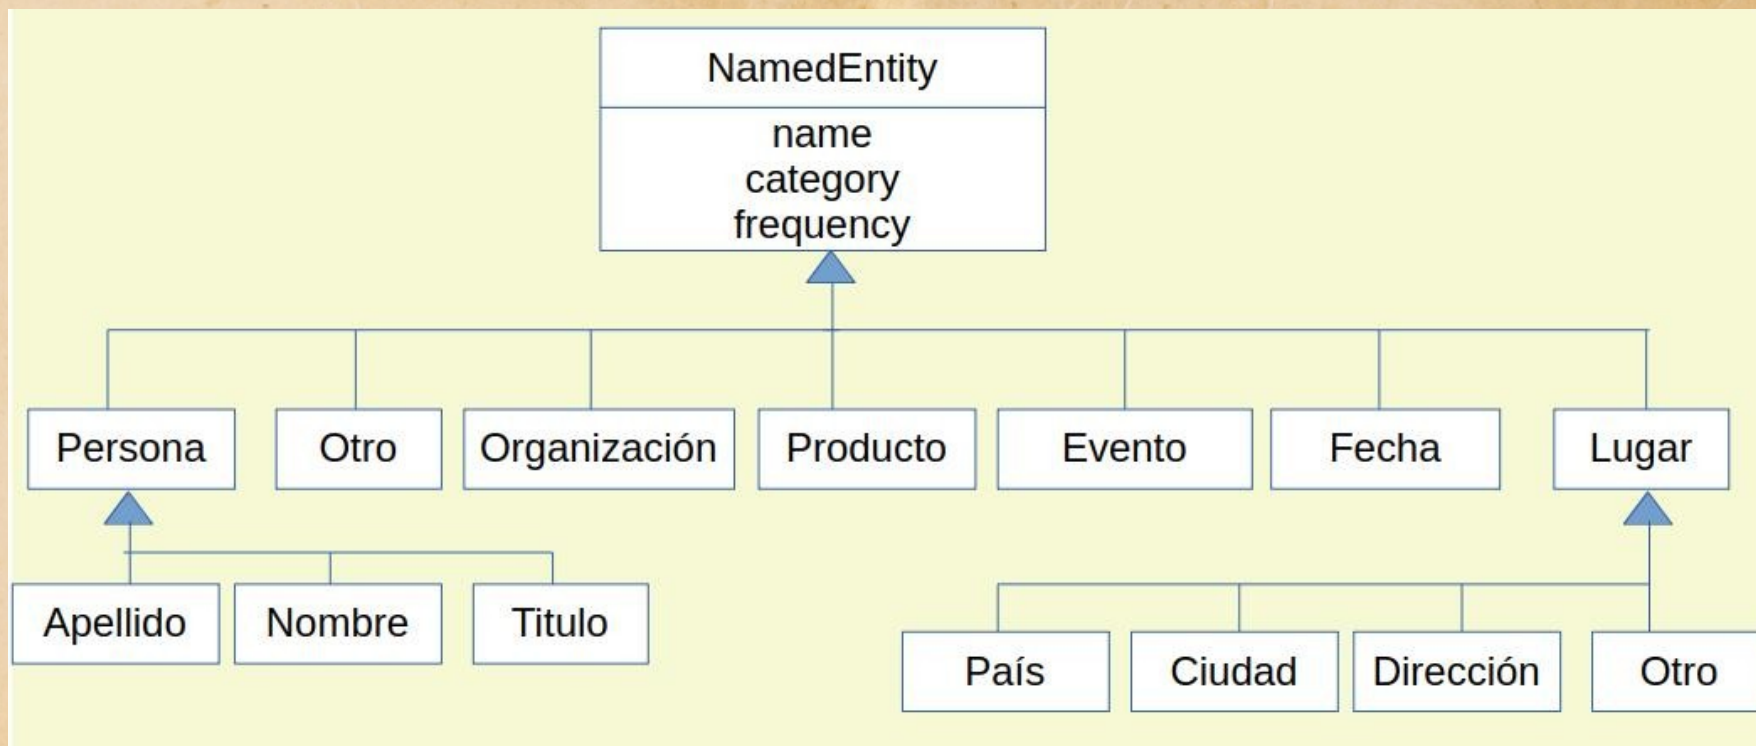 NamedEntity
name
category
frequency
Persona
Otro
Organización
Producto
Evento
Fecha
Lugar
Apellido
Nombre
Titulo
País
Ciudad
Dirección
Otro